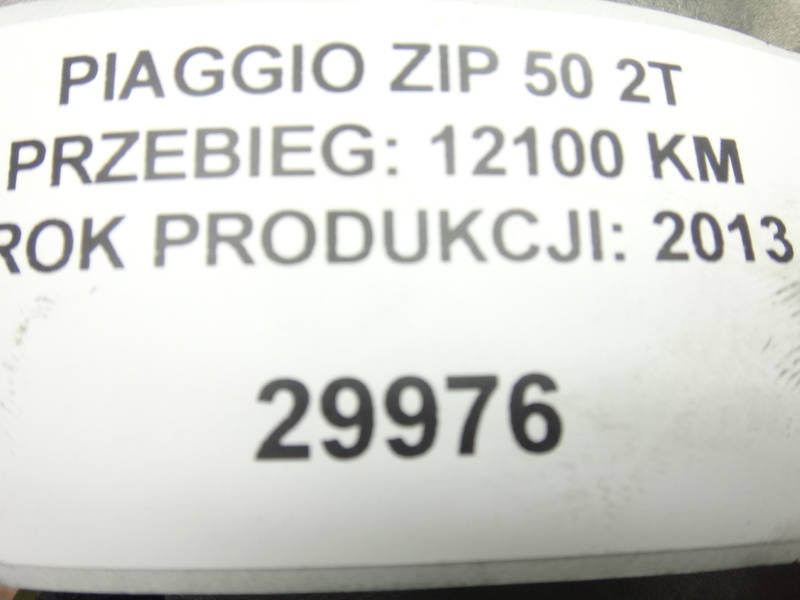 PIAGGIO ZIP 50 2T
PRZEBIEG: 12100 KM
ROK PRODUKCJI: 2013
29976